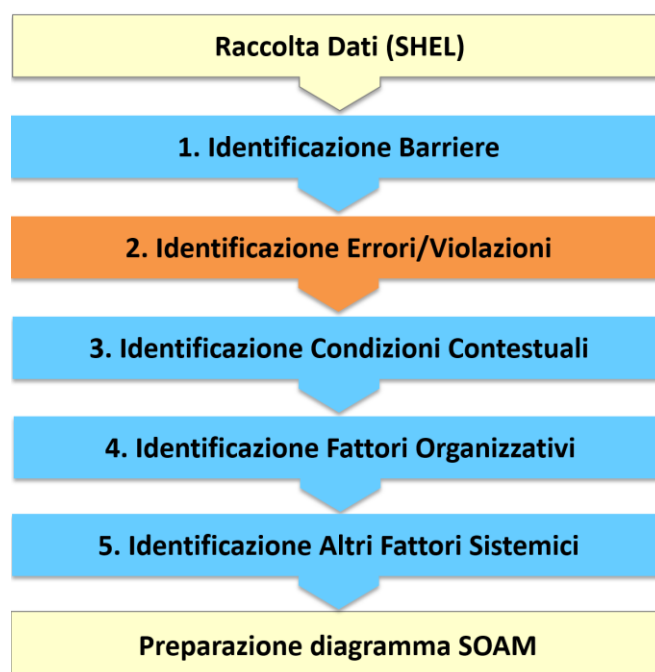 Raccolta Dati (SHEL)
1. Identificazione Barriere
2. Identificazione Errori/Violazioni
3. Identificazione Condizioni Contestuali
4. Identificazione Fattori Organizzativi
5. Identificazione Altri Fattori Sistemici
Preparazione diagramma SOAM